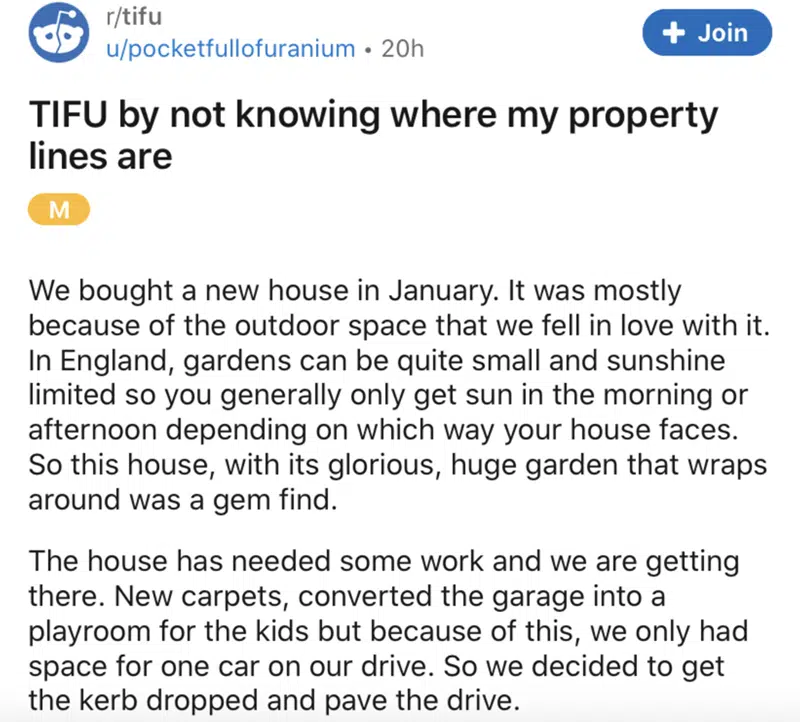 r/tifu
u/pocketfullofuranium • 20h
+ Join
TIFU by not knowing where my property
lines are
M
We bought a new house in January. It was mostly
because of the outdoor space that we fell in love with it.
In England, gardens can be quite small and sunshine
limited so you generally only get sun in the morning or
afternoon depending on which way your house faces.
So this house, with its glorious, huge garden that wraps
around was a gem find.
The house has needed some work and we are getting
there. New carpets, converted the garage into a
playroom for the kids but because of this, we only had
space for one car on our drive. So we decided to get
the kerb dropped and pave the drive.